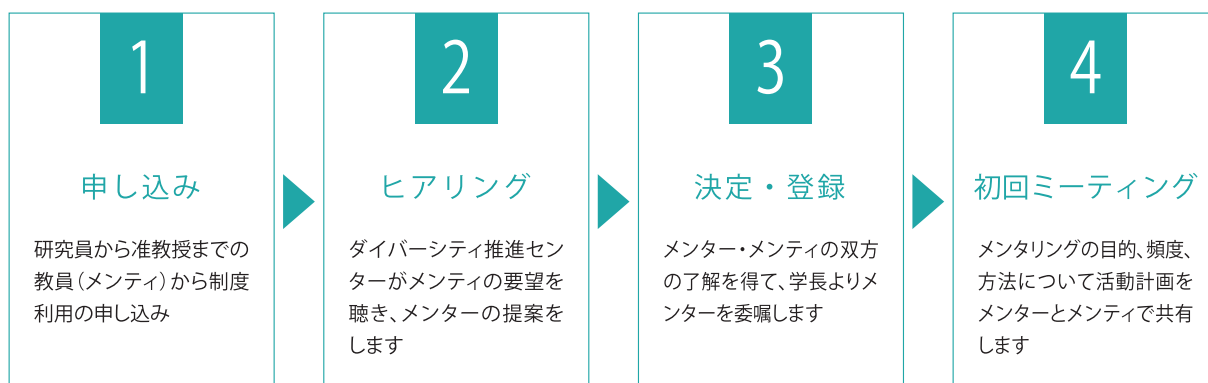 1
申し込み
研究員から准教授までの
教員（メンティ）から制度
利用の申し込み
2
ヒアリング
ダイバーシティ推進セン
ターがメンティの要望を
聴き、メンターの提案を
します
3
決定・登録
メンター・メンティの双方
の了解を得て、学長よりメ
ンターを委嘱します
4
初回ミーティング
メンタリングの目的、頻度、
方法について活動計画を
メンターとメンティで共有
します